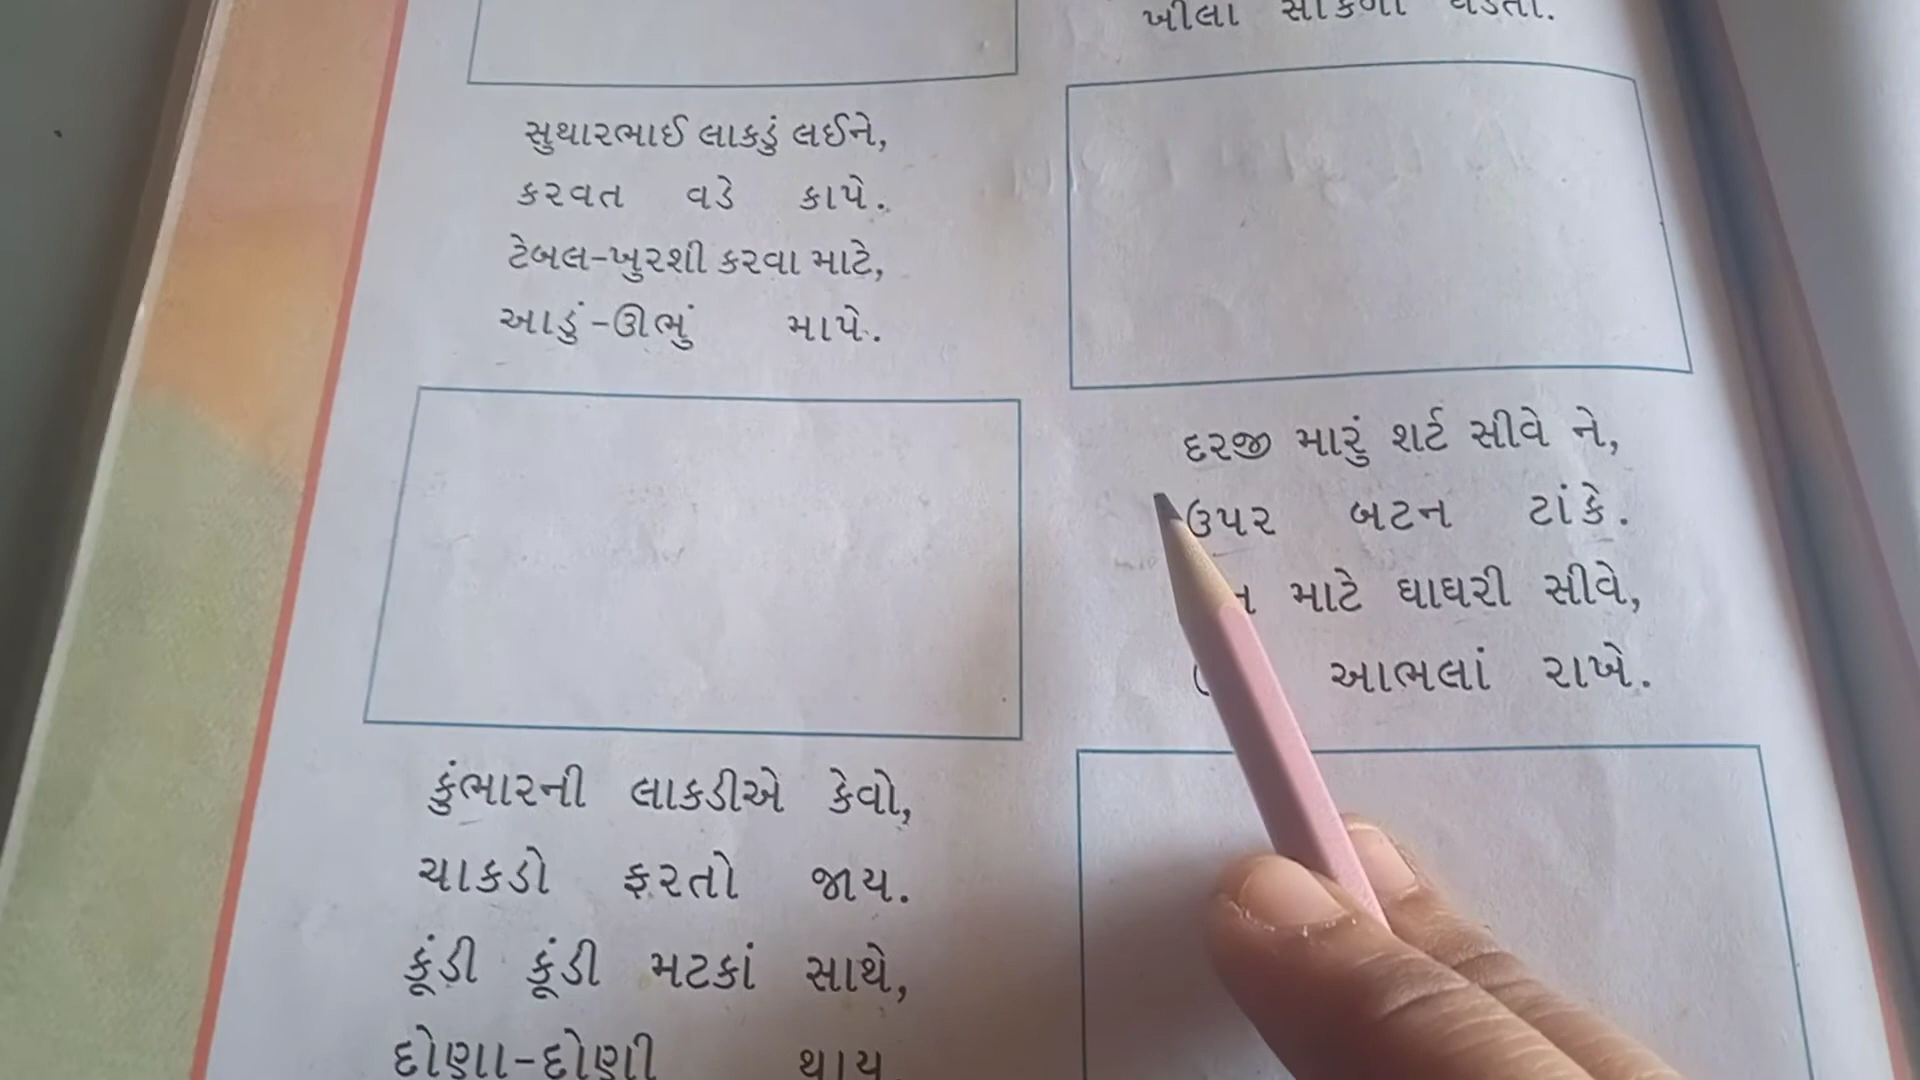 સુથારભાઈ લાકડું લઈને,
કરવત વડે કાપે.
ટેબલ-ખુરશી કરવા માટે,
આડું-ઊભું માપે.
કુંભારની લાકડીએ કેવો,
ચાકડો ફરતો જાય.
કૂંડી કૂંડી મટકાં સાથે,
દોણા-દોણી થાય
ખીલા
દરજી મારું શર્ટ સીવે ને,
ઉપર બટન ટાંકે.
માટે ઘાઘરી સીવે,
આભલાં રાખે.